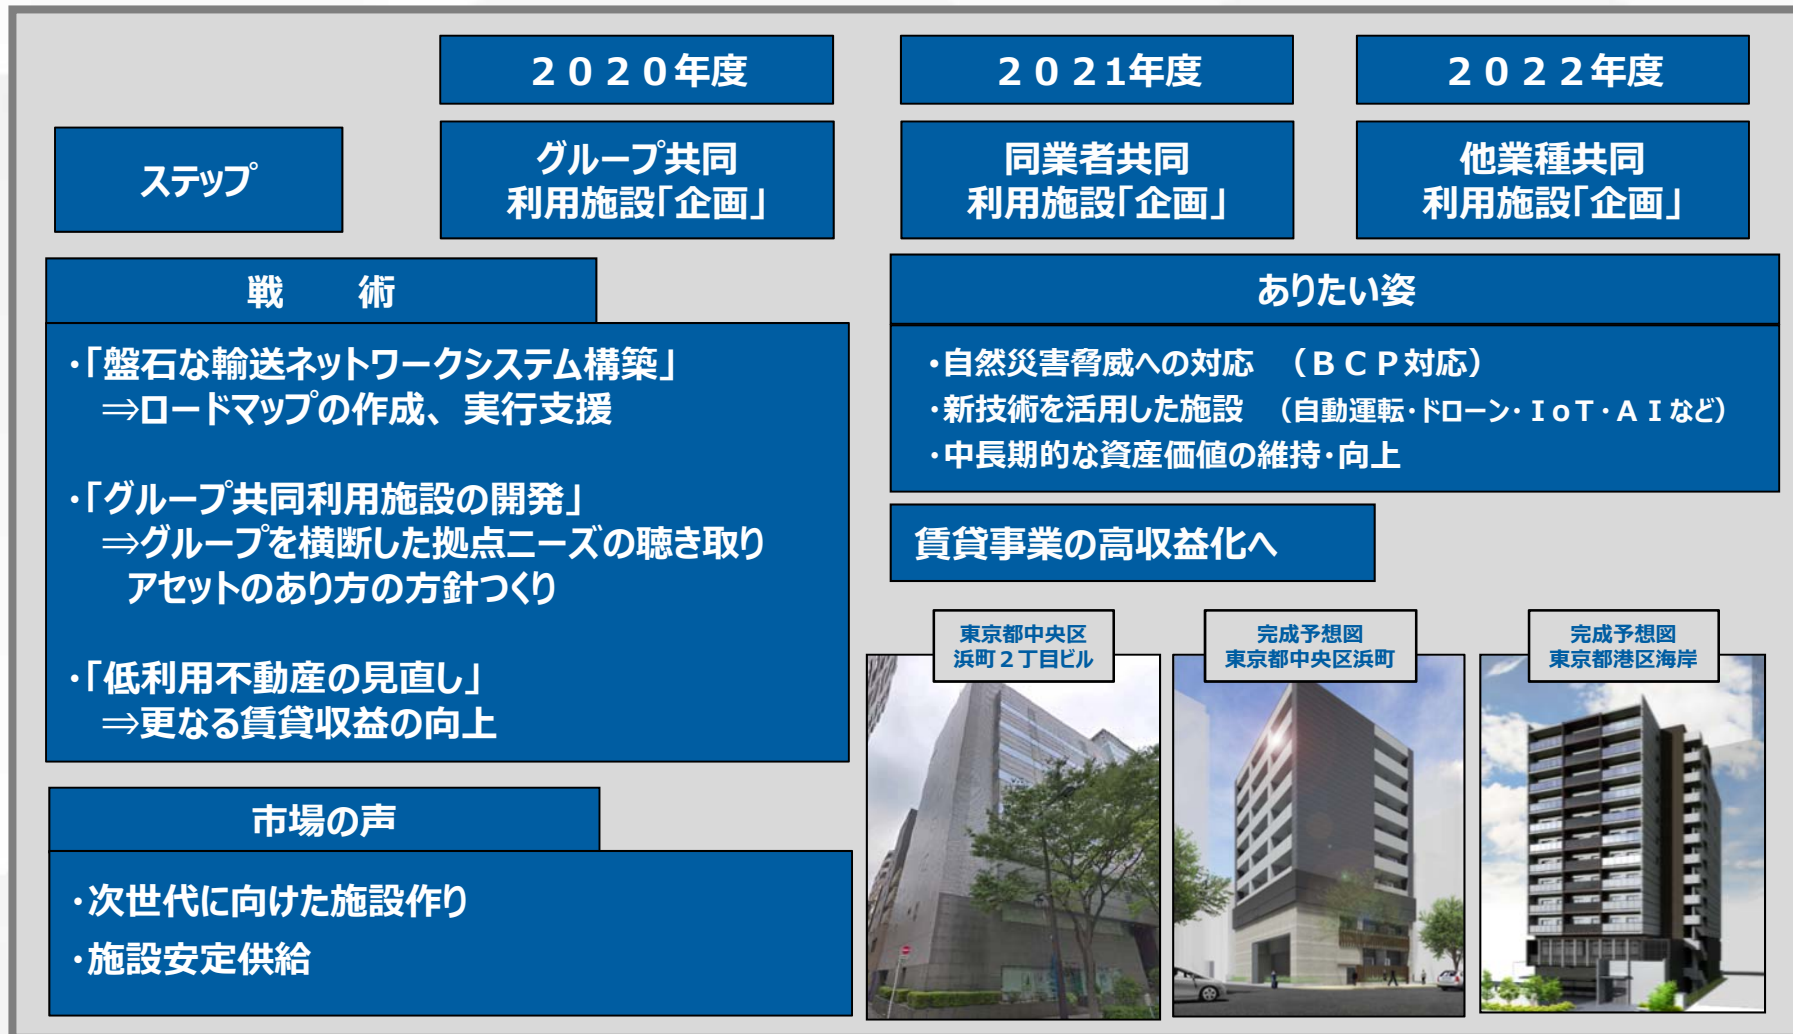 ２０２０年度
２０２1年度
２０２２年度
ステップ
グループ共同
利用施設「企画」
同業者共同
利用施設「企画」
他業種共同
利用施設「企画」
戦　　術
・「盤石な輸送ネットワークシステム構築」
⇒ロードマップの作成、実行支援
・「グループ共同利用施設の開発」
⇒グループを横断した拠点ニーズの聴き取り
アセットのあり方の方針つくり
・「低利用不動産の見直し」
⇒更なる賃貸収益の向上
市場の声
・次世代に向けた施設作り
・施設安定供給
ありたい姿
・自然災害脅威への対応　（ＢＣＰ対応）
・新技術を活用した施設　（自動運転・ドローン・ＩｏＴ・ＡＩなど）
・中長期的な資産価値の維持・向上
賃貸事業の高収益化へ
東京都中央区
浜町２丁目ビル
完成予想図
東京都中央区浜町
完成予想図
東京都港区海岸